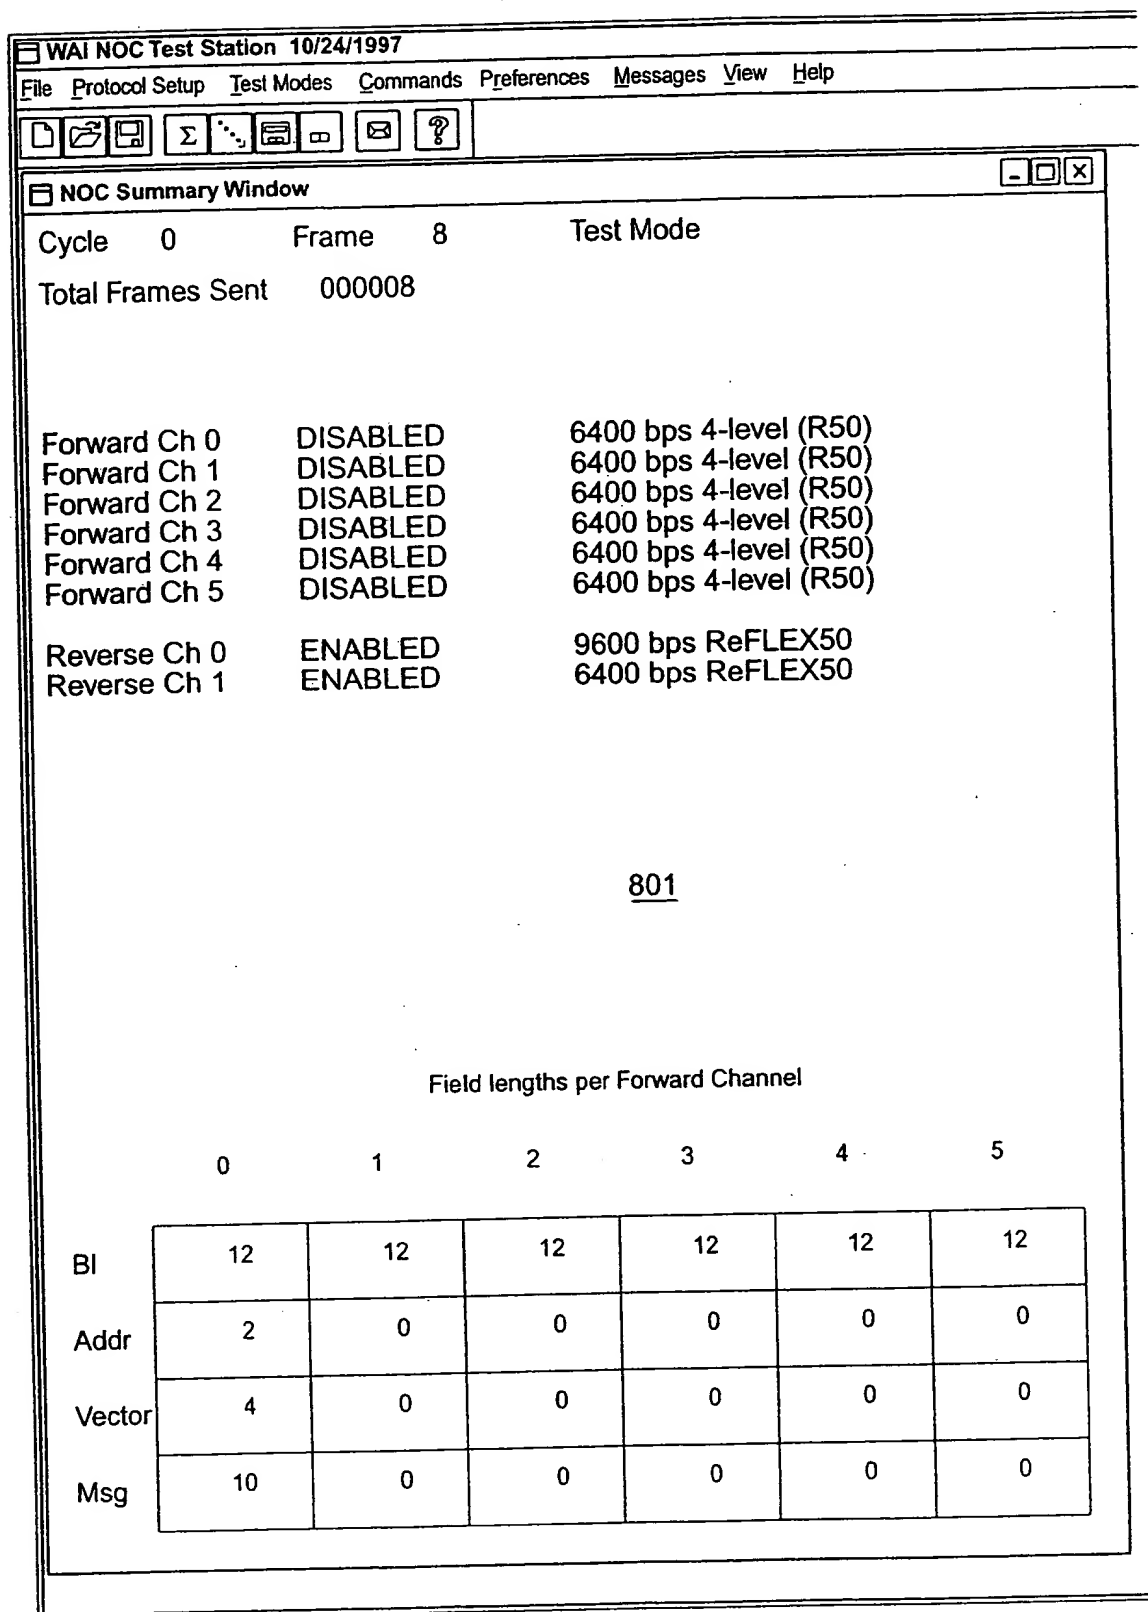 WAI NOC Test Station 10/24/1997
File Protocol Setup Test Modes Commands Preferences Messages View Help
Σ ?
NOC Summary Window
Cycle 0 Frame 8 Test Mode
Total Frames Sent 000008
Forward Ch 0 DISABLED 6400 bps 4-level (R50)
Forward Ch 1 DISABLED 6400 bps 4-level (R50)
Forward Ch 2 DISABLED 6400 bps 4-level (R50)
Forward Ch 3 DISABLED 6400 bps 4-level (R50)
Forward Ch 4 DISABLED 6400 bps 4-level (R50)
Forward Ch 5 DISABLED 6400 bps 4-level (R50)
Reverse Ch 0 ENABLED 9600 bps ReFLEX50
Reverse Ch 1 ENABLED 6400 bps ReFLEX50
801
Field lengths per Forward Channel
0 1 2 3 4 5
BI 12 12 12 12 12 12
Addr 2 0 0 0 0 0
Vector 4 0 0 0 0 0
Msg 10 0 0 0 0 0